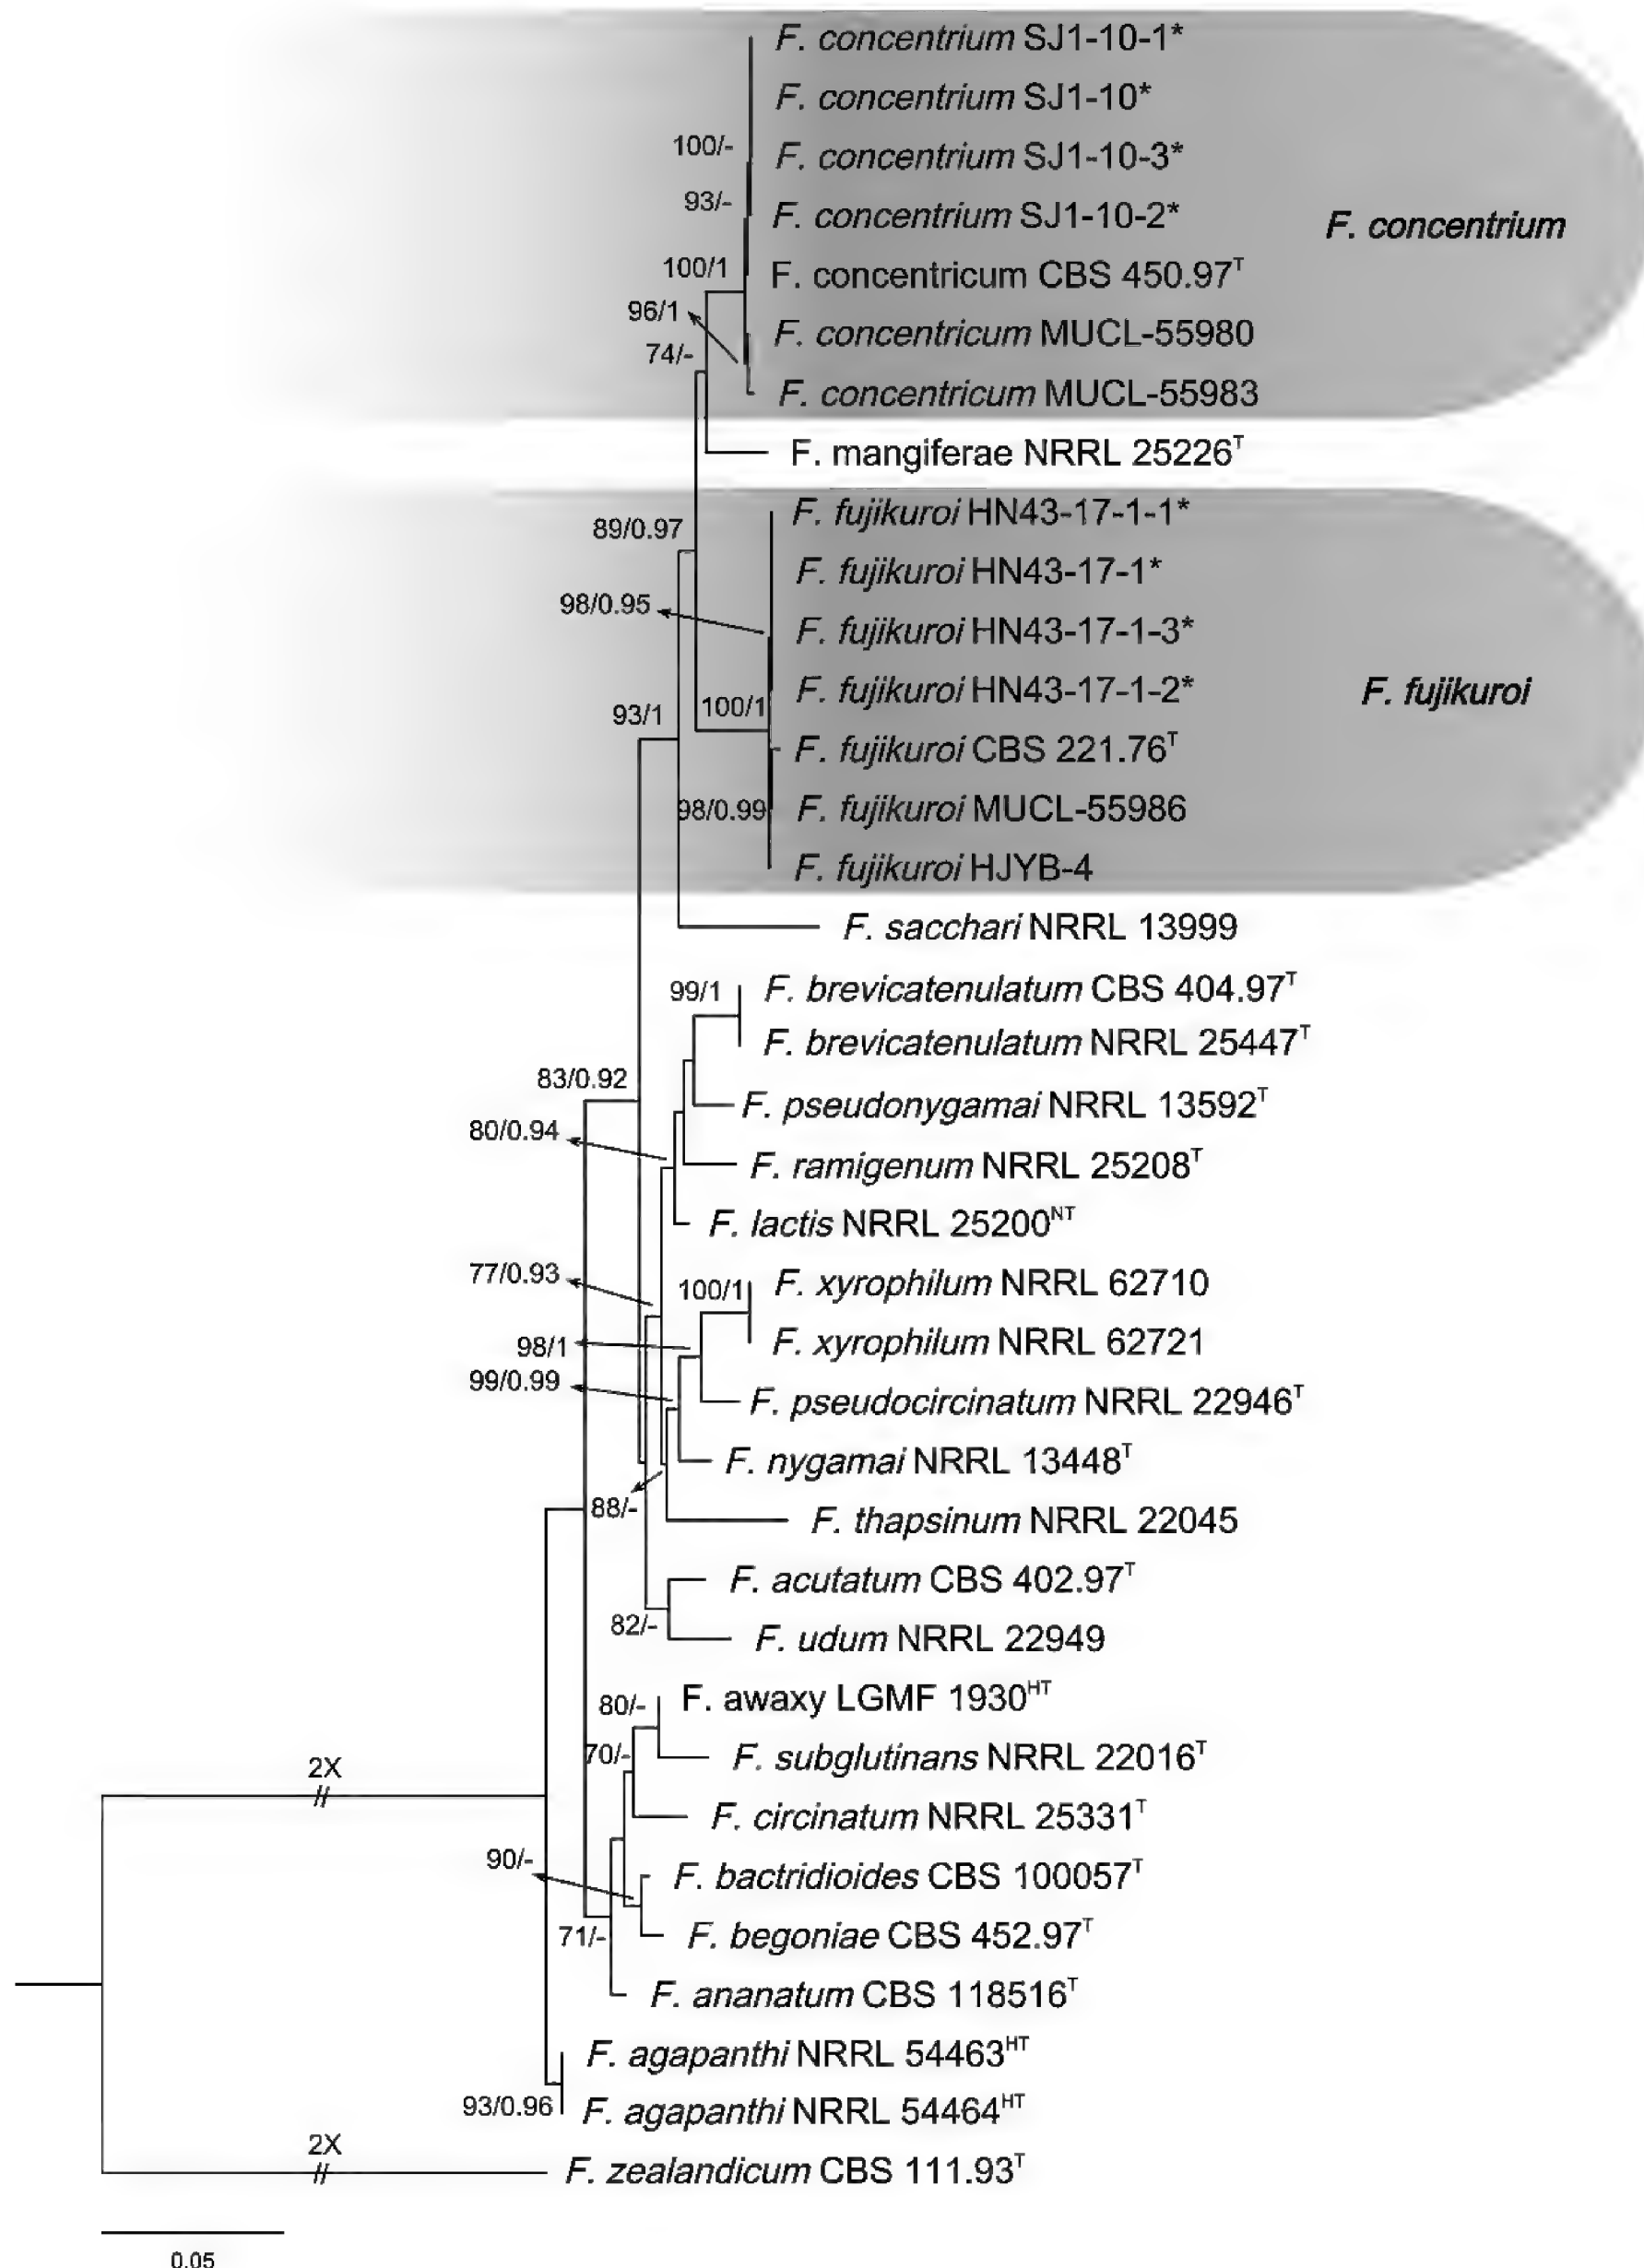 F. concentrium SJ1-10-1*
F. concentrium SJ1-10*
100/-
F. concentrium SJ1-10-3*
93/-
F. concentrium SJ1-10-2*
F. concentrium
100/1
F. concentricum CBS 450.97T
96/1
F. concentricum MUCL-55980
74/-
F. concentricum MUCL-55983
F. mangiferae NRRL 25226T
F. fujikuroi HN43-17-1-1*
89/0.97
F. fujikuroi HN43-17-1*
98/0.95
F. fujikuroi HN43-17-1-3*
F. fujikuroi HN43-17-1-2*
F. fujikuroi
93/1
100/1
F. fujikuroi CBS 221.76T
98/0.99
F. fujikuroi MUCL-55986
F. fujikuroi HJYB-4
F. sacchari NRRL 13999
99/1
F. brevicatenulatum CBS 404.97T
F. brevicatenulatum NRRL 25447T
83/0.92
F. pseudonygamai NRRL 13592T
80/0.94
F. ramigenum NRRL 25208T
F. lactis NRRL 25200NT
77/0.93
100/1
F. xyrophilum NRRL 62710
98/1
F. xyrophilum NRRL 62721
99/0.99
F. pseudocircinatum NRRL 22946T
F. nygamai NRRL 13448T
88/-
F. thapsinum NRRL 22045
F. acutatum CBS 402.97T
82/-
F. udum NRRL 22949
80/-
F. awaxy LGMF 1930HT
70/-
F. subglutinans NRRL 22016T
2X
F. circinatum NRRL 25331T
90/-
F. bactridioides CBS 100057T
71/-
F. begoniae CBS 452.97T
F. ananatum CBS 118516T
F. agapanthi NRRL 54463HT
93/0.96
F. agapanthi NRRL 54464HT
2X
F. zealandicum CBS 111.93T
0.05